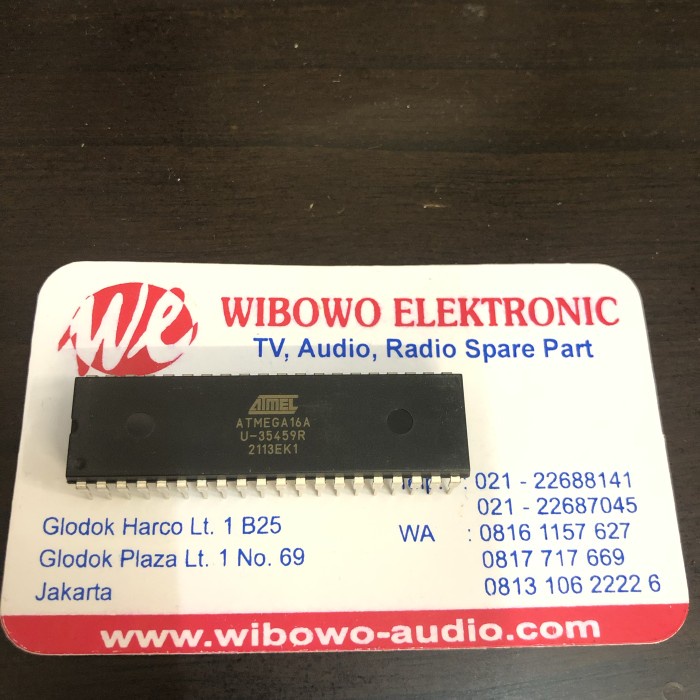 We
WIBOWO ELEKTRONIC
TV, Audio, Radio Spare Part
ATMEL
ATMEGA16A
U-35459R
2113EK1
: 021 - 22688141
021 - 22687045
Glodok Harco Lt. 1 B25
WA : 0816 1157 627
Glodok Plaza Lt. 1 No. 69
0817 717 669
Jakarta
0813 106 2222 6
www.wibowo-audio.com